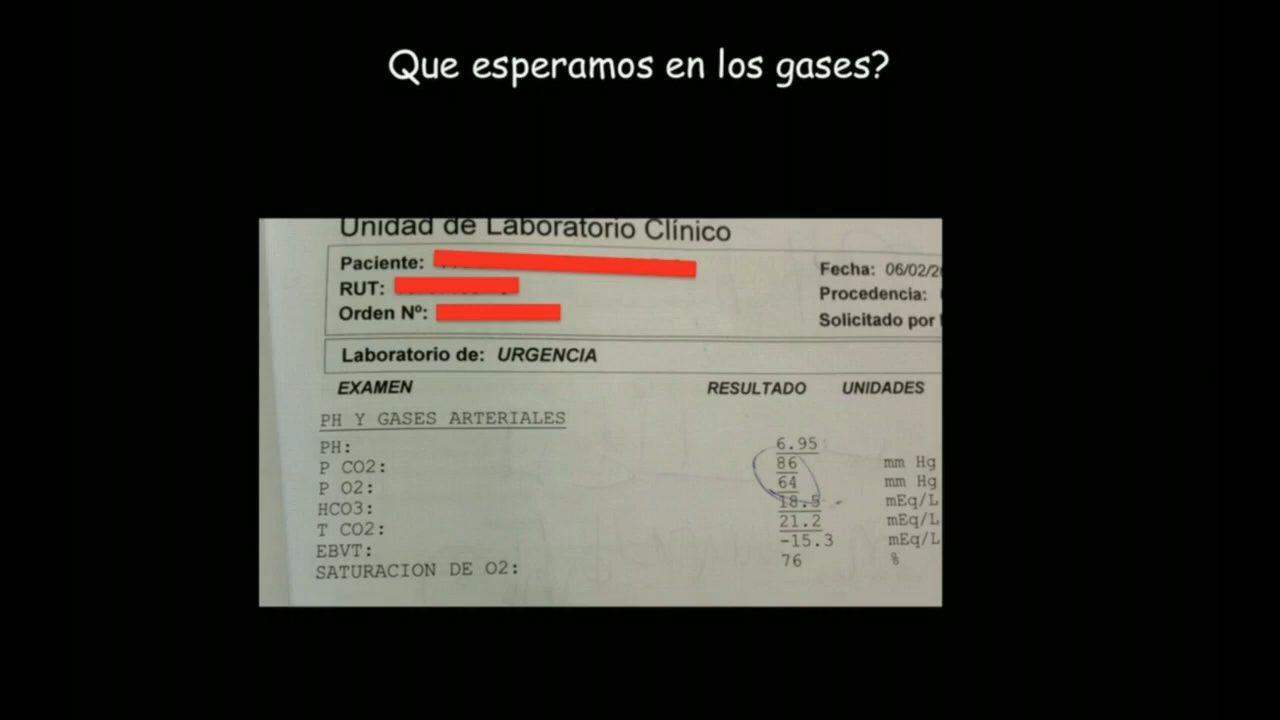 Que esperamos en los gases?
Unidad de Laboratorio Clínico
Paciente:
RUT:
Orden Nº:
Fecha: 06/02/2
Procedencia:
Solicitado por
Laboratorio de: URGENCIA
EXAMEN RESULTADO UNIDADES
PH Y GASES ARTERIALES
PH: 6.95
P CO2: 86 mm Hg
P O2: 64 mm Hg
HCO3: 18.5 mEq/L
T CO2: 21.2 mEq/L
EBVT: -15.3 mEq/L
SATURACION DE O2: 76 %